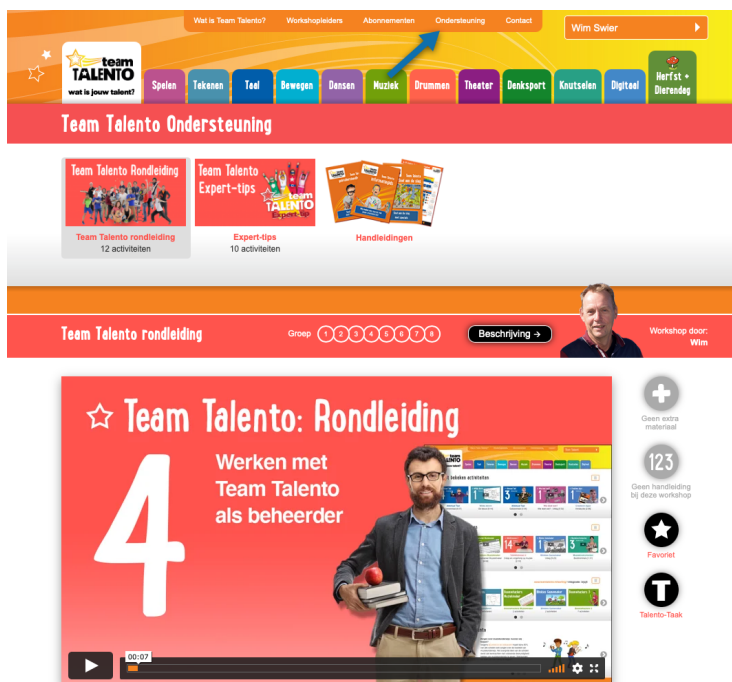 Wat is Team Talento? Workshopleiders Abonnementen Ondersteuning Contact
Wim Swier
team
TALENTO
wat is jouw talent?
Spelen Tekenen Taal Bewegen Dansen Muziek Drummen Theater Denksport Knutselen Digitaal Herfst +
Dierendag
Team Talento Ondersteuning
Team Talento Rondleiding
Team Talento
Expert-tips
team
TALENTO
Expert-tip
Team Talento rondleiding
12 activiteiten
Expert-tips
10 activiteiten
Handleidingen
Team Talento rondleiding
Groep 1 2 3 4 5 6 7 8
Beschrijving →
Workshop door:
Wim
Team Talento: Rondleiding
4
Werken met
Team Talento
als beheerder
Geen extra
materiaal
123
Geen handleiding
bij deze workshop
Favoriet
T
Talento-Taak
00:07